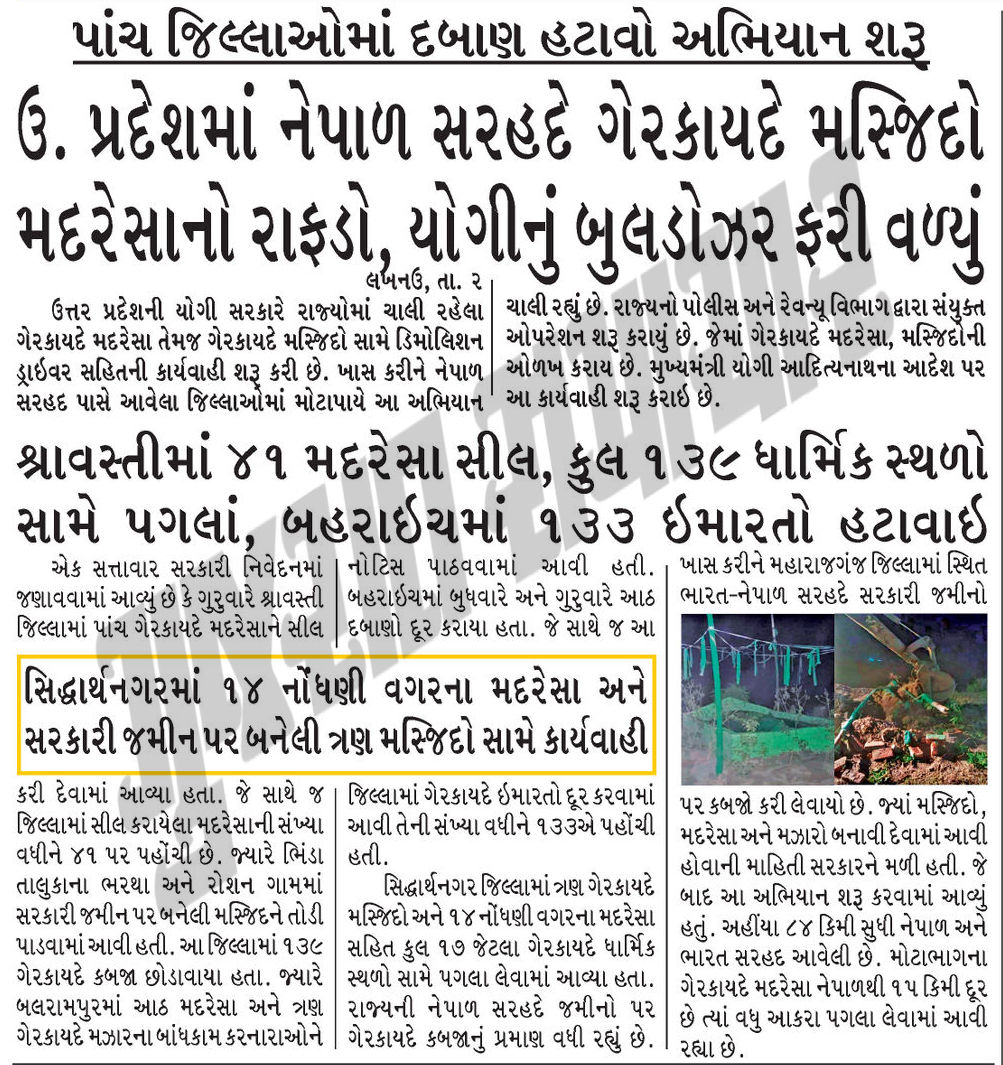 પાંચ જિલ્લાઓમાં દબાણ હટાવો અભિયાન શરૂ
ઉ. પ્રદેશમાં નેપાળ સરહદે ગેરકાયદે મસ્જિદો
મદરેસાનો રાફડો, યોગીનું બુલડોઝર ફરી વળ્યું
લખનઉ, તા. ૨
ઉત્તર પ્રદેશની યોગી સરકારે રાજ્યોમાં ચાલી રહેલા
ગેરકાયદે મદરેસા તેમજ ગેરકાયદે મસ્જિદો સામે ડિમોલિશન
ડ્રાઇવર સહિતની કાર્યવાહી શરૂ કરી છે. ખાસ કરીને નેપાળ
સરહદ પાસે આવેલા જિલ્લાઓમાં મોટાપાયે આ અભિયાન
ચાલી રહ્યું છે. રાજ્યનો પોલીસ અને રેવન્યૂ વિભાગ દ્વારા સંયુક્ત
ઓપરેશન શરૂ કરાયું છે. જેમાં ગેરકાયદે મદરેસા, મસ્જિદોની
ઓળખ કરાય છે. મુખ્યમંત્રી યોગી આદિત્યનાથના આદેશ પર
આ કાર્યવાહી શરૂ કરાઇ છે.
શ્રાવસ્તીમાં ૪૧ મદરેસા સીલ, કુલ ૧૩૯ ધાર્મિક સ્થળો
સામે પગલાં, બહરાઇચમાં ૧૩૩ ઇમારતો હટાવાઇ
એક સત્તાવાર સરકારી નિવેદનમાં
જણાવવામાં આવ્યું છે કે ગુરુવારે શ્રાવસ્તી
જિલ્લામાં પાંચ ગેરકાયદે મદરેસાને સીલ
નોટિસ પાઠવવામાં આવી હતી.
બહરાઇચમાં બુધવારે અને ગુરુવારે આઠ
દબાણો દૂર કરાયા હતા. જે સાથે જ આ
સિદ્ધાર્થનગરમાં ૧૪ નોંધણી વગરના મદરેસા અને
સરકારી જમીન પર બનેલી ત્રણ મસ્જિદો સામે કાર્યવાહી
કરી દેવામાં આવ્યા હતા. જે સાથે જ
જિલ્લામાં સીલ કરાયેલા મદરેસાની સંખ્યા
વધીને ૪૧ પર પહોંચી છે. જ્યારે ભિંડા
તાલુકાના ભરથા અને રોશન ગામમાં
સરકારી જમીન પર બનેલી મસ્જિદને તોડી
પાડવામાં આવી હતી. આ જિલ્લામાં ૧૩૯
ગેરકાયદે કબજા છોડાવાયા હતા. જ્યારે
બલરામપુરમાં આઠ મદરેસા અને ત્રણ
ગેરકાયદે મઝારના બાંધકામ કરનારાઓને
જિલ્લામાં ગેરકાયદે ઇમારતો દૂર કરવામાં
આવી તેની સંખ્યા વધીને ૧૩૩એ પહોંચી
હતી.
સિદ્ધાર્થનગર જિલ્લામાં ત્રણ ગેરકાયદે
મસ્જિદો અને ૧૪ નોંધણી વગરના મદરેસા
સહિત કુલ ૧૭ જેટલા ગેરકાયદે ધાર્મિક
સ્થળો સામે પગલા લેવામાં આવ્યા હતા.
રાજ્યની નેપાળ સરહદે જમીનો પર
ગેરકાયદે કબજાનું પ્રમાણ વધી રહ્યું છે.
ખાસ કરીને મહારાજગંજ જિલ્લામાં સ્થિત
ભારત-નેપાળ સરહદે સરકારી જમીનો
પર કબજો કરી લેવાયો છે. જ્યાં મસ્જિદો,
મદરેસા અને મઝારો બનાવી દેવામાં આવી
હોવાની માહિતી સરકારને મળી હતી. જે
બાદ આ અભિયાન શરૂ કરવામાં આવ્યું
હતું. અહીંયા ૮૪ કિમી સુધી નેપાળ અને
ભારત સરહદ આવેલી છે. મોટાભાગના
ગેરકાયદે મદરેસા નેપાળથી ૧૫ કિમી દૂર
છે ત્યાં વધુ આકરા પગલા લેવામાં આવી
રહ્યા છે.
ગુજરાત સમાચાર